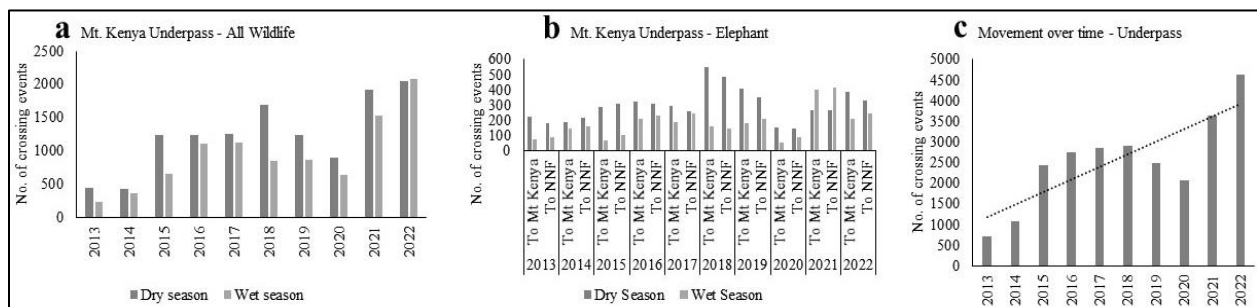 a Mt. Kenya Underpass - All Wildlife
No. of crossing events
2500
2000
1500
1000
500
0
2013
2014
2015
2016
2017
2018
2019
2020
2021
2022
Dry season Wet season
b Mt. Kenya Underpass - Elephant
No. of crossing events
600
500
400
300
200
100
0
To Mt Kenya
To NNF
To Mt Kenya
To NNF
To Mt Kenya
To NNF
To Mt Kenya
To NNF
To Mt Kenya
To NNF
To Mt Kenya
To NNF
To Mt Kenya
To NNF
To Mt Kenya
To NNF
To Mt Kenya
To NNF
To Mt Kenya
To NNF
2013 2014 2015 2016 2017 2018 2019 2020 2021 2022
Dry Season Wet Season
c Movement over time - Underpass
No. of crossing events
5000
4500
4000
3500
3000
2500
2000
1500
1000
500
0
2013
2014
2015
2016
2017
2018
2019
2020
2021
2022